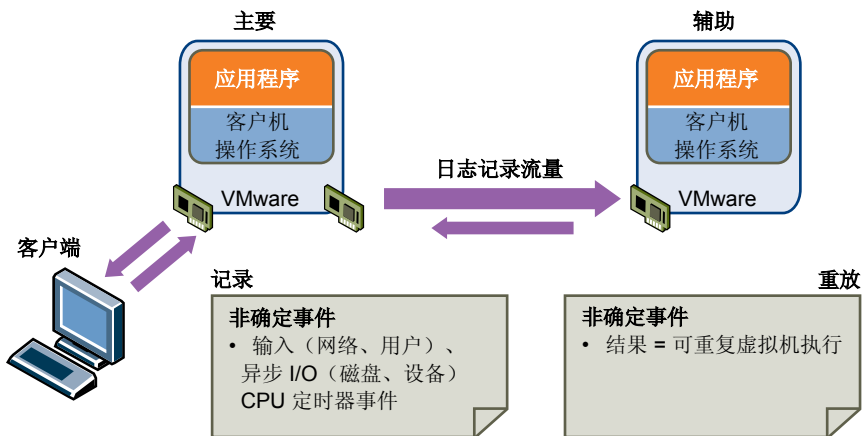 主要
辅助
应用程序
客户机
操作系统
VMware
应用程序
客户机
操作系统
VMware
日志记录流量
客户端
记录
重放
非确定事件
• 输入（网络、用户）、
异步 I/O（磁盘、设备）
CPU 定时器事件
非确定事件
• 结果 = 可重复虚拟机执行